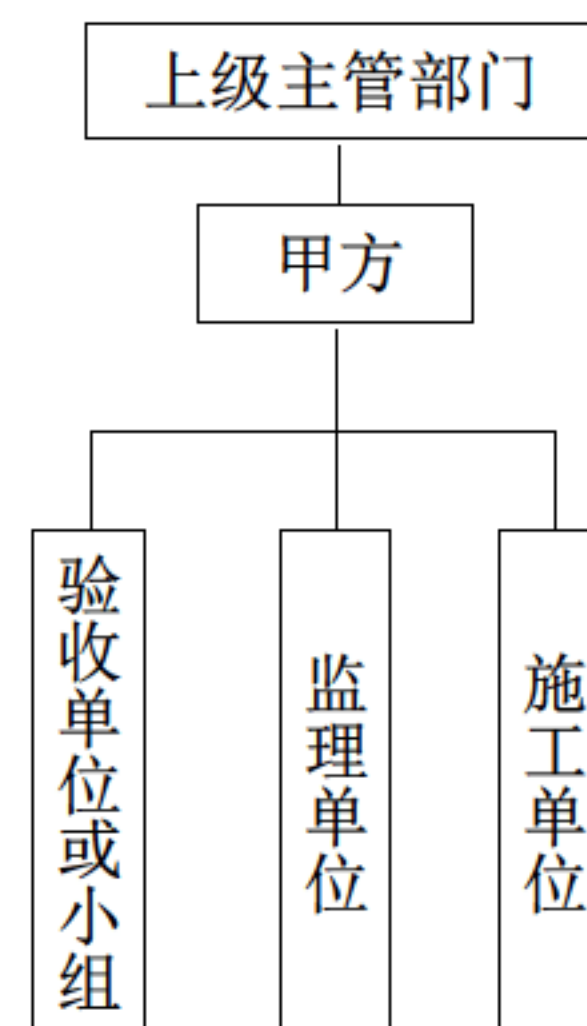 上级主管部门
甲方
验收单位或小组
监理单位
施工单位